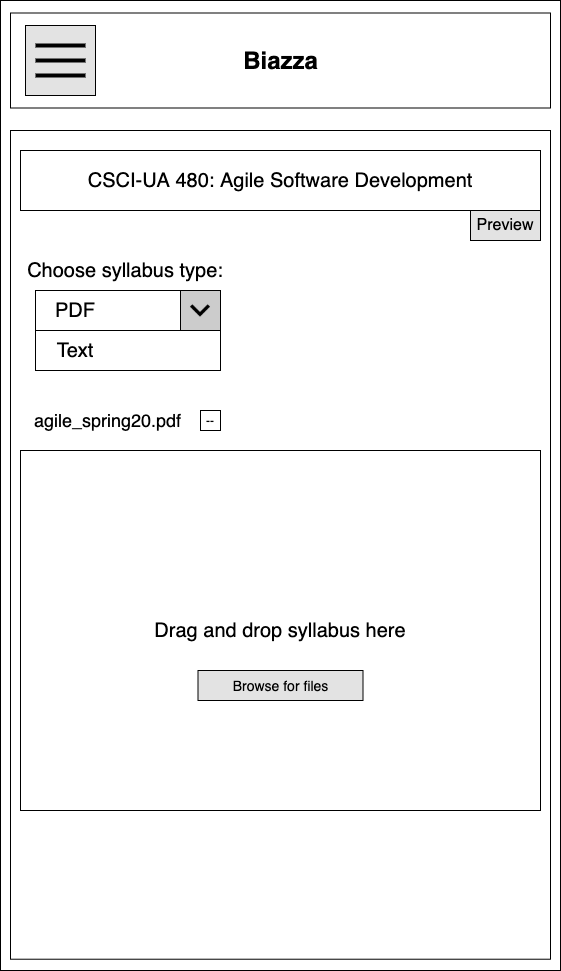 Biazza
CSCI-UA 480: Agile Software Development
Preview
Choose syllabus type:
PDF
Text
agile_spring20.pdf --
Drag and drop syllabus here
Browse for files